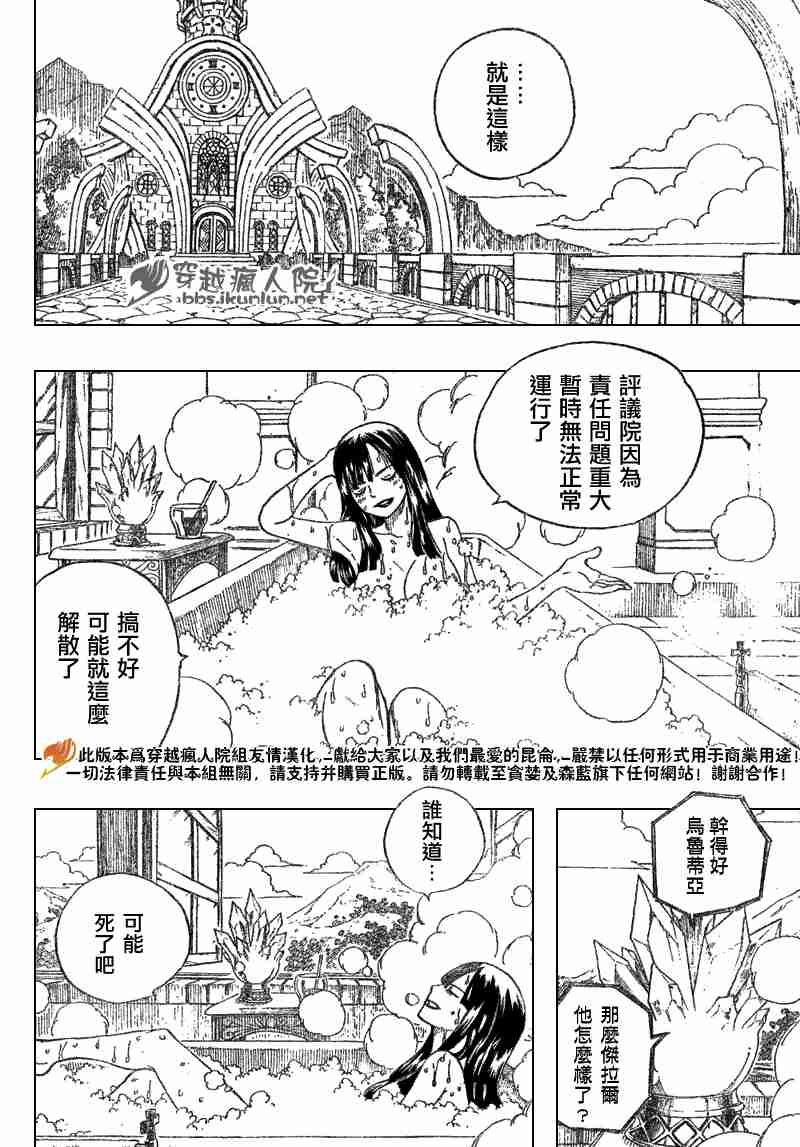 ……
就是這樣
穿越瘋人院
bbs.ikunlun.net
評議院因為
責任問題重大
暫時無法正常
運行了
搞不好
可能就這麼
解散了
此版本爲穿越瘋人院組友情漢化，獻給大家以及我們最愛的昆侖，嚴禁以任何形式用于商業用途！
一切法律責任與本組無關，請支持并購買正版。請勿轉載至貪婪及森藍旗下任何網站！謝謝合作！
幹得好
烏魯蒂亞
那麼傑拉爾
他怎麼樣了？
誰知道…
可能
死了吧